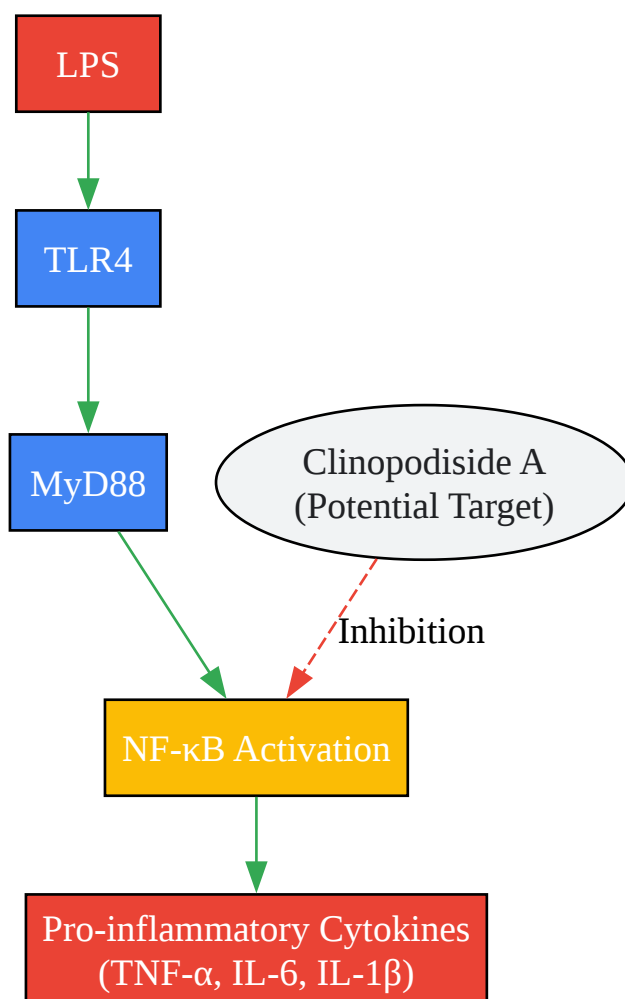 LPS
TLR4
MyD88
Clinopodiside A
(Potential Target)
Inhibition
NF-κB Activation
Pro-inflammatory Cytokines
(TNF-α, IL-6, IL-1β)